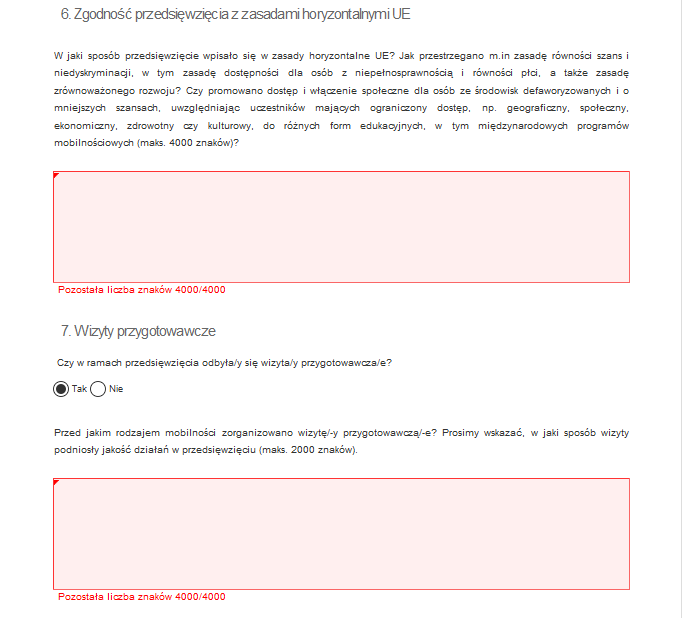 6. Zgodność przedsięwzięcia z zasadami horyzontalnymi UE
W jaki sposób przedsięwzięcie wpisało się w zasady horyzontalne UE? Jak przestrzegano m.in zasadę równości szans i
niedyskryminacji, w tym zasadę dostępności dla osób z niepełnosprawnością i równości płci, a także zasadę
zrównoważonego rozwoju? Czy promowano dostęp i włączenie społeczne dla osób ze środowisk defaworyzowanych i o
mniejszych szansach, uwzględniając uczestników mających ograniczony dostęp, np. geograficzny, społeczny,
ekonomiczny, zdrowotny czy kulturowy, do różnych form edukacyjnych, w tym międzynarodowych programów
mobilnościowych (maks. 4000 znaków)?
Pozostała liczba znaków 4000/4000
7. Wizyty przygotowawcze
Czy w ramach przedsięwzięcia odbyła/y się wizyta/y przygotowawcza/e?
Tak Nie
Przed jakim rodzajem mobilności zorganizowano wizytę/-y przygotowawczą/-e? Prosimy wskazać, w jaki sposób wizyty
podniosły jakość działań w przedsięwzięciu (maks. 2000 znaków).
Pozostała liczba znaków 4000/4000